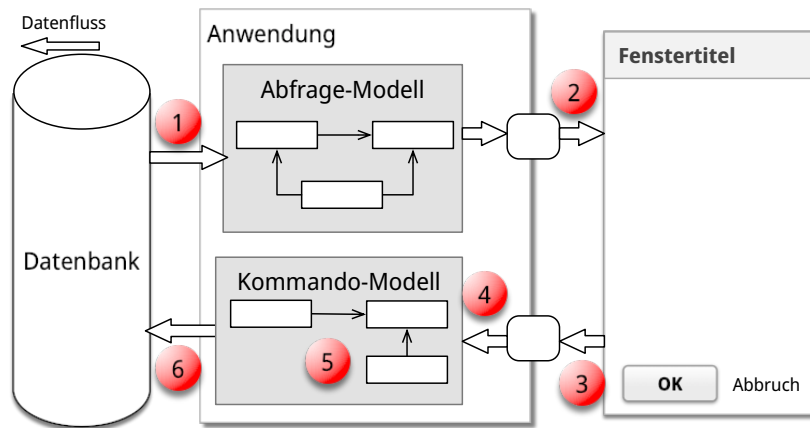 Datenfluss
Anwendung
Fenstertitel
Abfrage-Modell
1
2
Datenbank
Kommando-Modell
4
5
6
3
OK
Abbruch